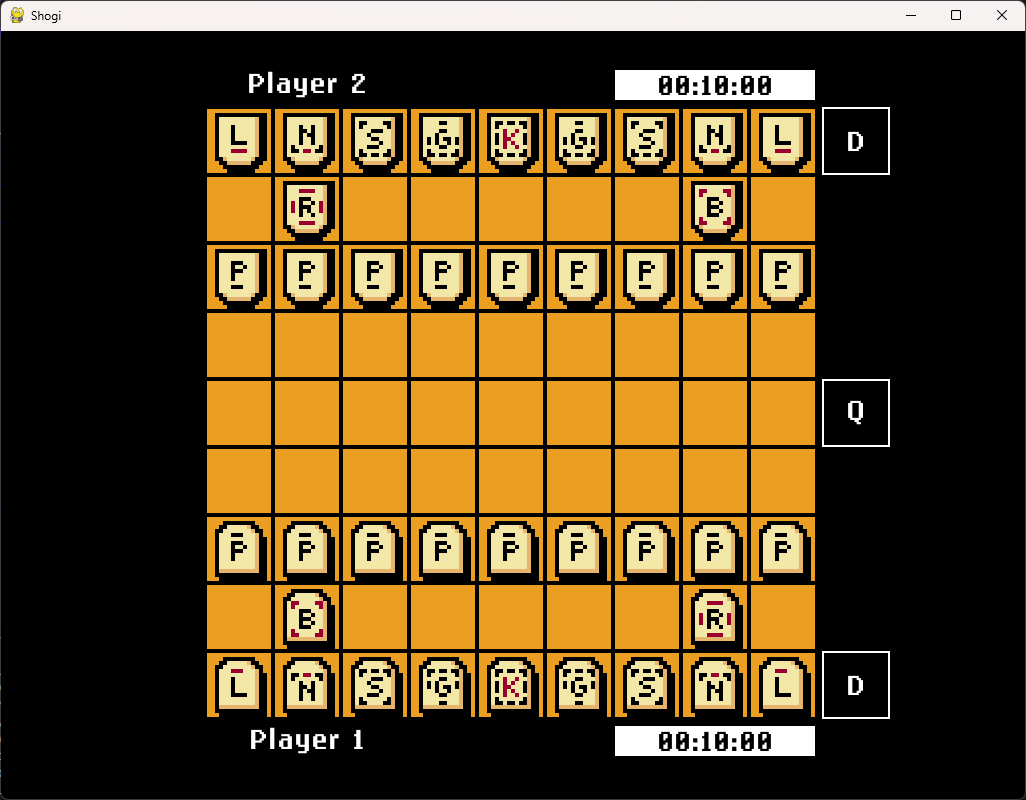 Shogi
Player 2 00:10:00
L N S G K G S N L D
R B
P P P P P P P P P
Q
P P P P P P P P P
B R
L N S G K G S N L D
Player 1 00:10:00